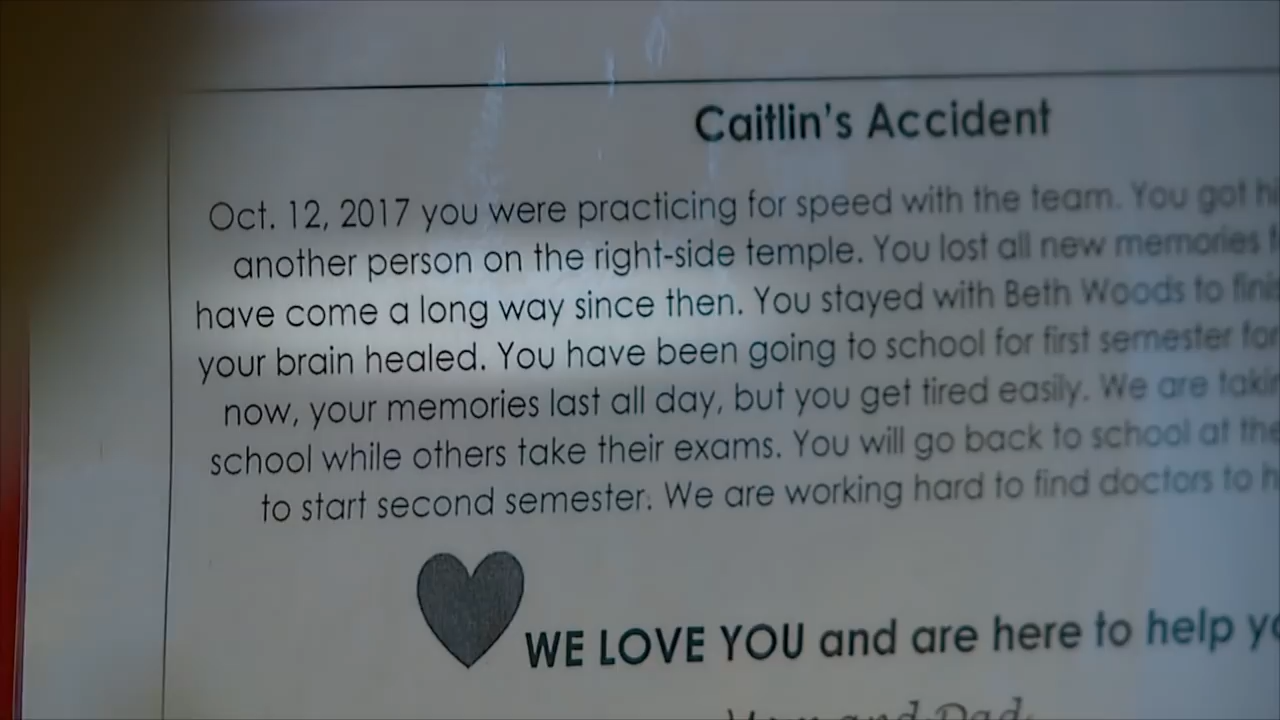 Caitlin's Accident
Oct. 12, 2017 you were practicing for speed with the team. You got
another person on the right-side temple. You lost all new memories
have come a long way since then. You stayed with Beth Woods to
your brain healed. You have been going to school for first semester for
now, your memories last all day, but you get tired easily. We are
school while others take their exams. You will go back to school at the
to start second semester. We are working hard to find doctors to
WE LOVE YOU and are here to help
and Dad